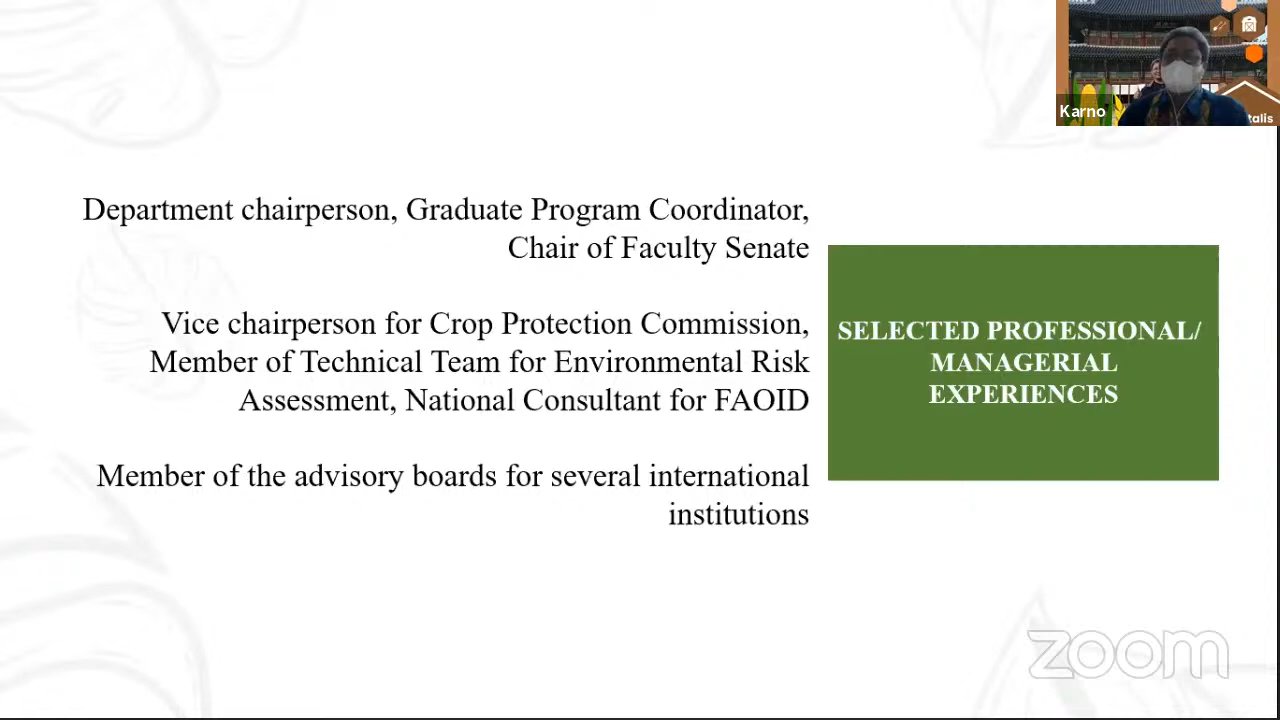 Karno
talis
Department chairperson, Graduate Program Coordinator,
Chair of Faculty Senate
Vice chairperson for Crop Protection Commission,
Member of Technical Team for Environmental Risk
Assessment, National Consultant for FAOID
Member of the advisory boards for several international
institutions
SELECTED PROFESSIONAL/
MANAGERIAL
EXPERIENCES
zoom